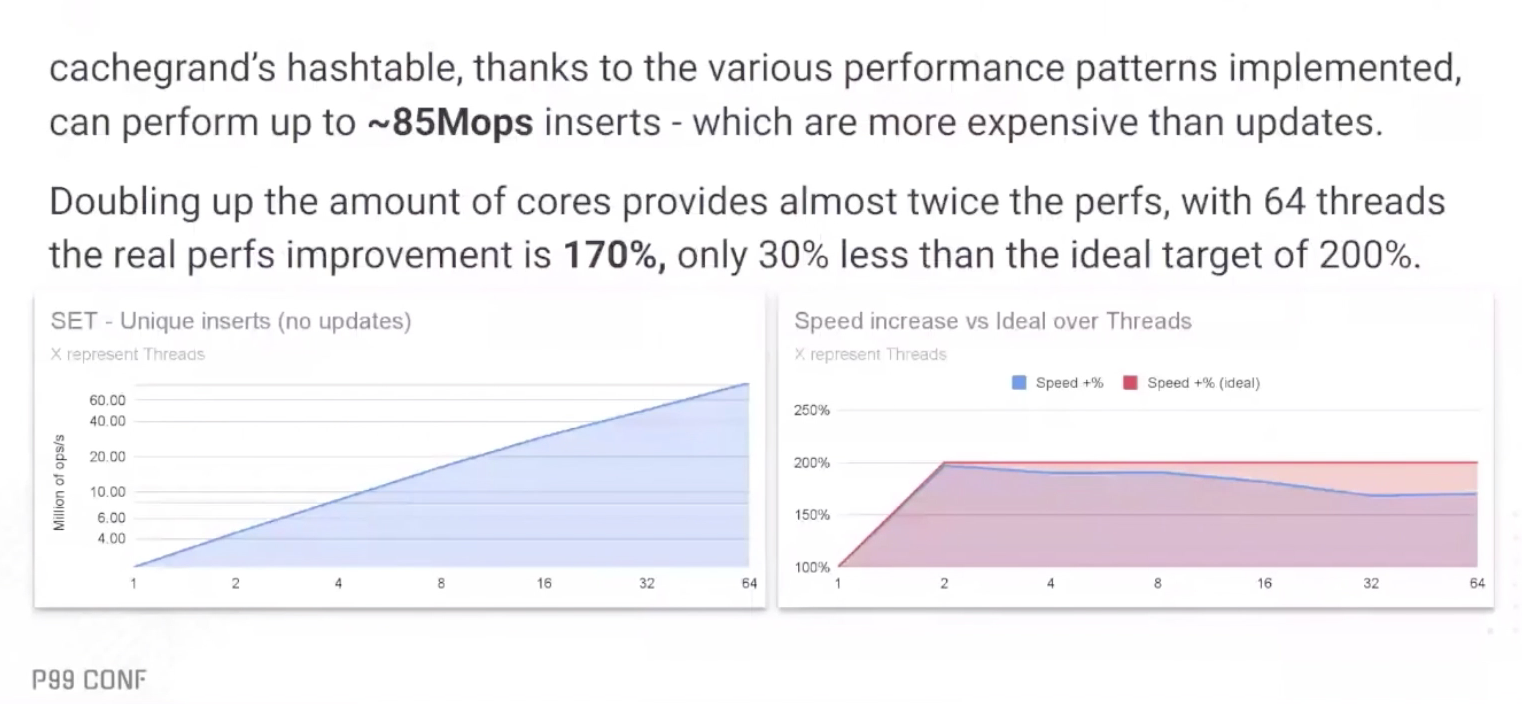 cachegrand's hashtable, thanks to the various performance patterns implemented,
can perform up to ~85Mops inserts - which are more expensive than updates.
Doubling up the amount of cores provides almost twice the perfs, with 64 threads
the real perfs improvement is 170%, only 30% less than the ideal target of 200%.
SET - Unique inserts (no updates)
X represent Threads
Million of ops/s
60.00
40.00
20.00
10.00
6.00
4.00
1 2 4 8 16 32 64
Speed increase vs Ideal over Threads
X represent Threads
Speed +% Speed +% (ideal)
250%
200%
150%
100%
1 2 4 8 16 32 64
P99 CONF